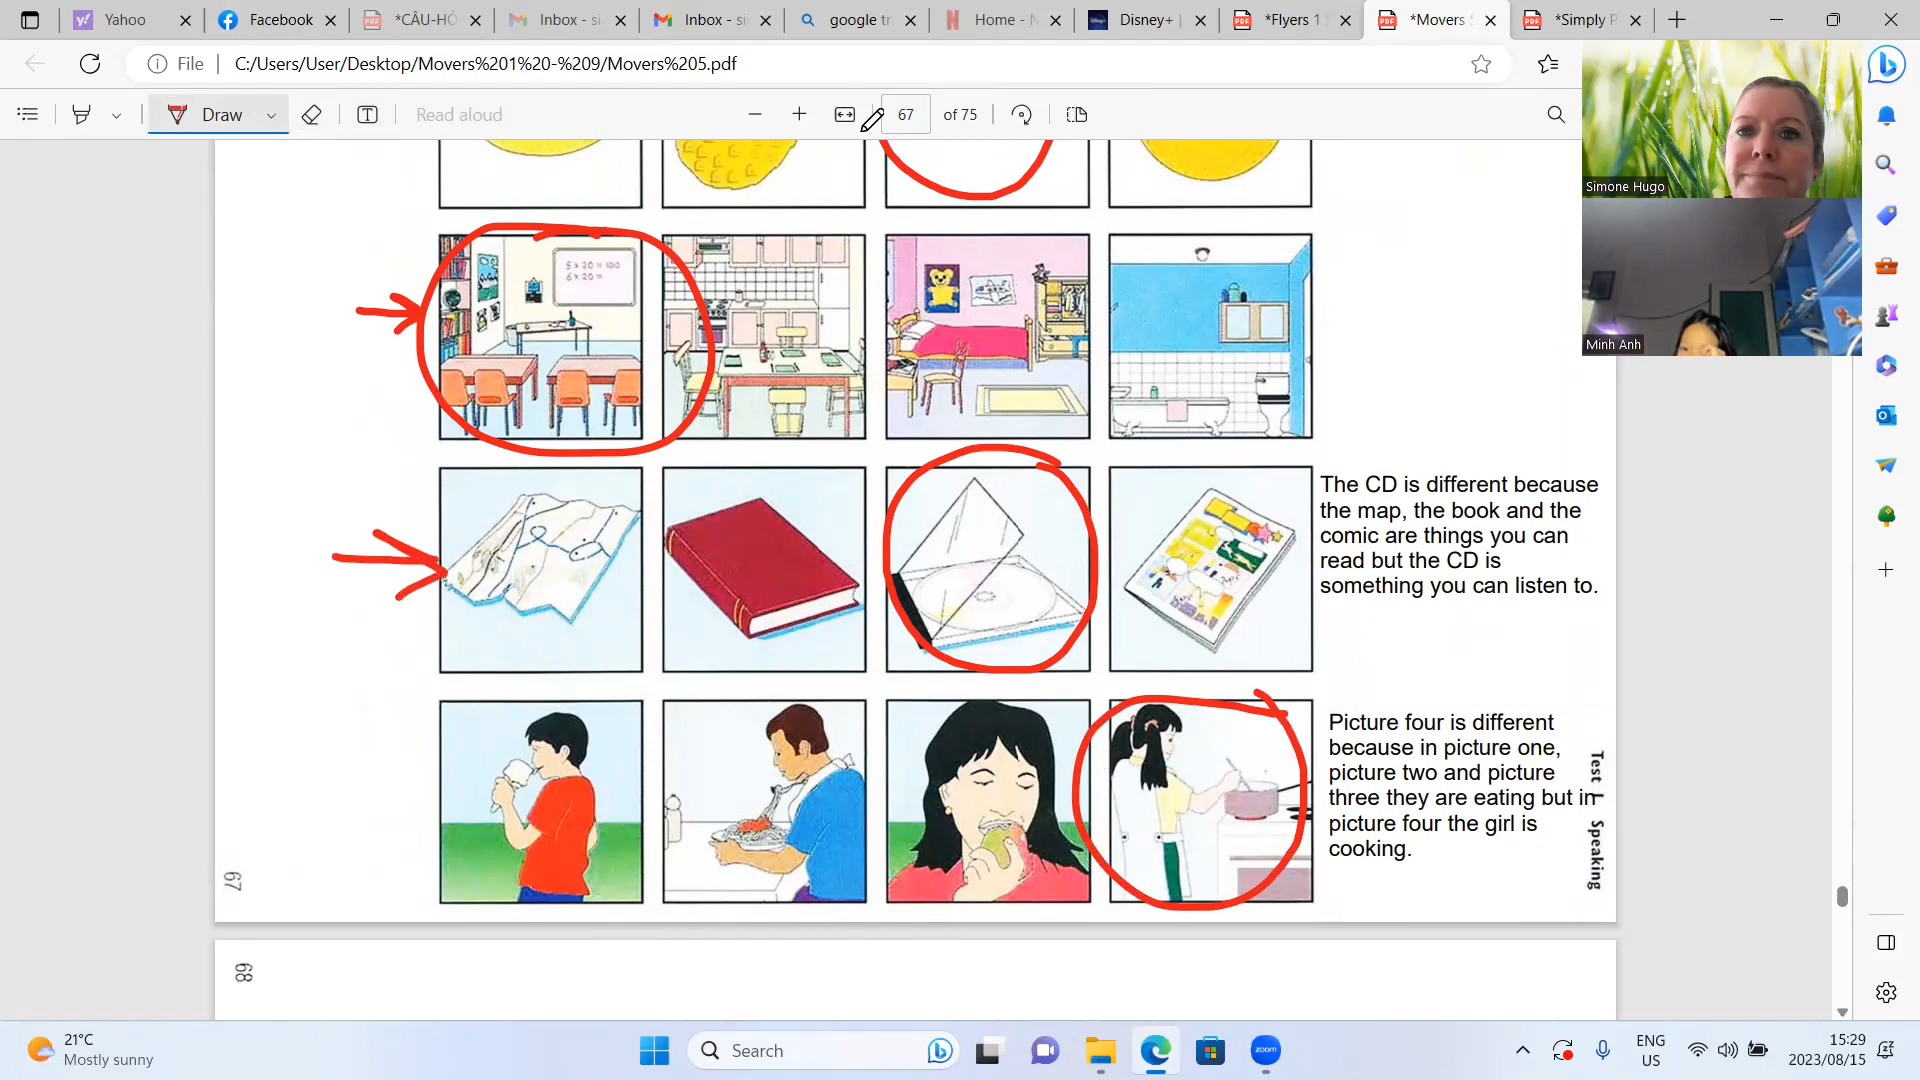 Yahoo
Facebook
*CÂU-HỎ
Inbox - si
Inbox - si
google tr
Home - N
Disney+ |
*Flyers 1
*Movers
*Simply P
File
C:/Users/User/Desktop/Movers%201%20-%209/Movers%205.pdf
Draw
Read aloud
67
of 75
Simone Hugo
Minh Anh
5 x 20 = 100
6 x 20 =
The CD is different because
the map, the book and the
comic are things you can
read but the CD is
something you can listen to.
Picture four is different
because in picture one,
picture two and picture
three they are eating but in
picture four the girl is
cooking.
Test 1 Speaking
67
68
21°C
Mostly sunny
Search
zoom
ENG
US
15:29
2023/08/15